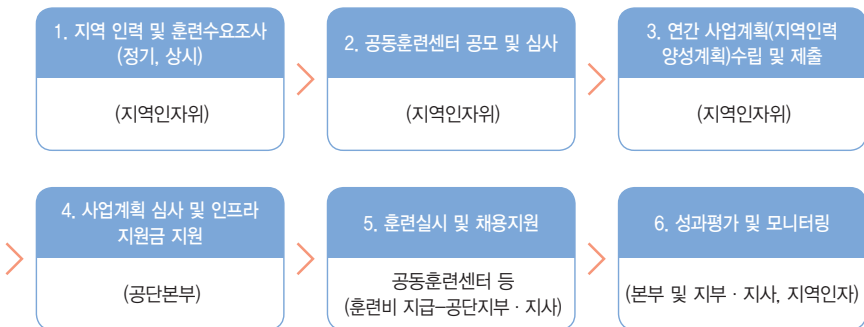 1. 지역 인력 및 훈련수요조사
(정기, 상시)
(지역인자위)
2. 공동훈련센터 공모 및 심사
(지역인자위)
3. 연간 사업계획(지역인력
양성계획)수립 및 제출
(지역인자위)
4. 사업계획 심사 및 인프라
지원금 지원
(공단본부)
5. 훈련실시 및 채용지원
공동훈련센터 등
(훈련비 지급–공단지부 · 지사)
6. 성과평가 및 모니터링
(본부 및 지부 · 지사, 지역인자)